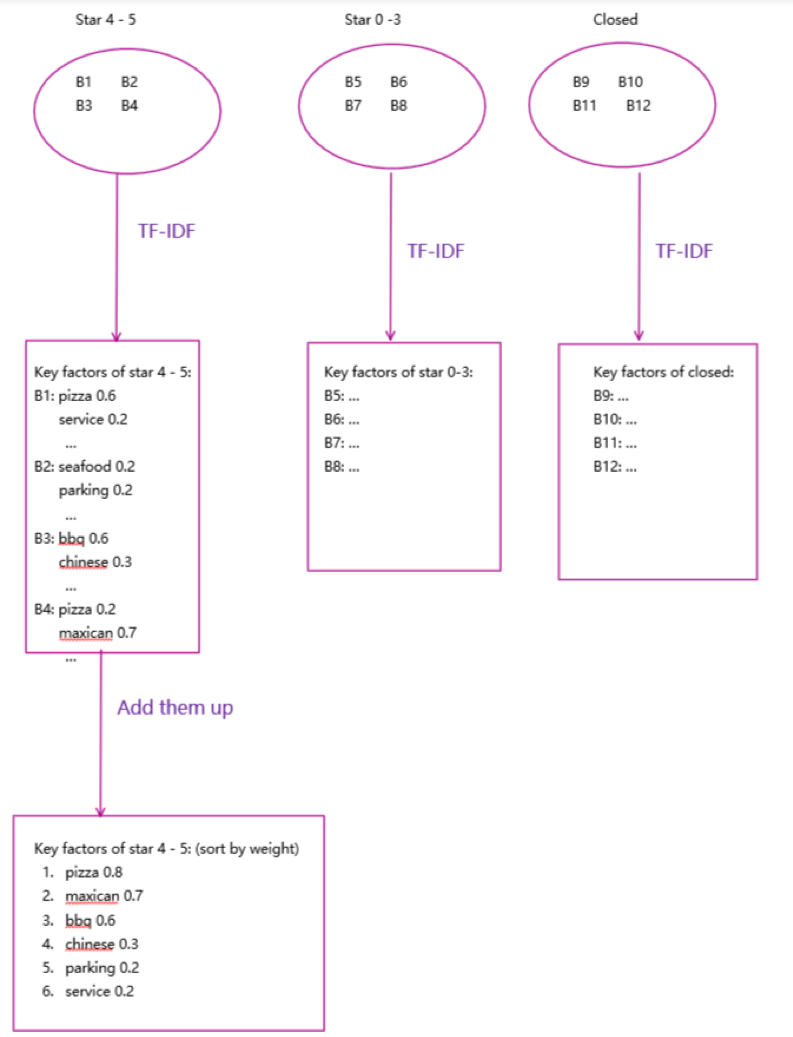 Star 4 - 5
Star 0 -3
Closed
B1 B2
B3 B4
B5 B6
B7 B8
B9 B10
B11 B12
TF-IDF
TF-IDF
TF-IDF
Key factors of star 4 - 5:
B1: pizza 0.6
service 0.2
...
B2: seafood 0.2
parking 0.2
...
B3: bbq 0.6
chinese 0.3
...
B4: pizza 0.2
maxican 0.7
...
Key factors of star 0-3:
B5: ...
B6: ...
B7: ...
B8: ...
Key factors of closed:
B9: ...
B10: ...
B11: ...
B12: ...
Add them up
Key factors of star 4 - 5: (sort by weight)
1. pizza 0.8
2. maxican 0.7
3. bbq 0.6
4. chinese 0.3
5. parking 0.2
6. service 0.2